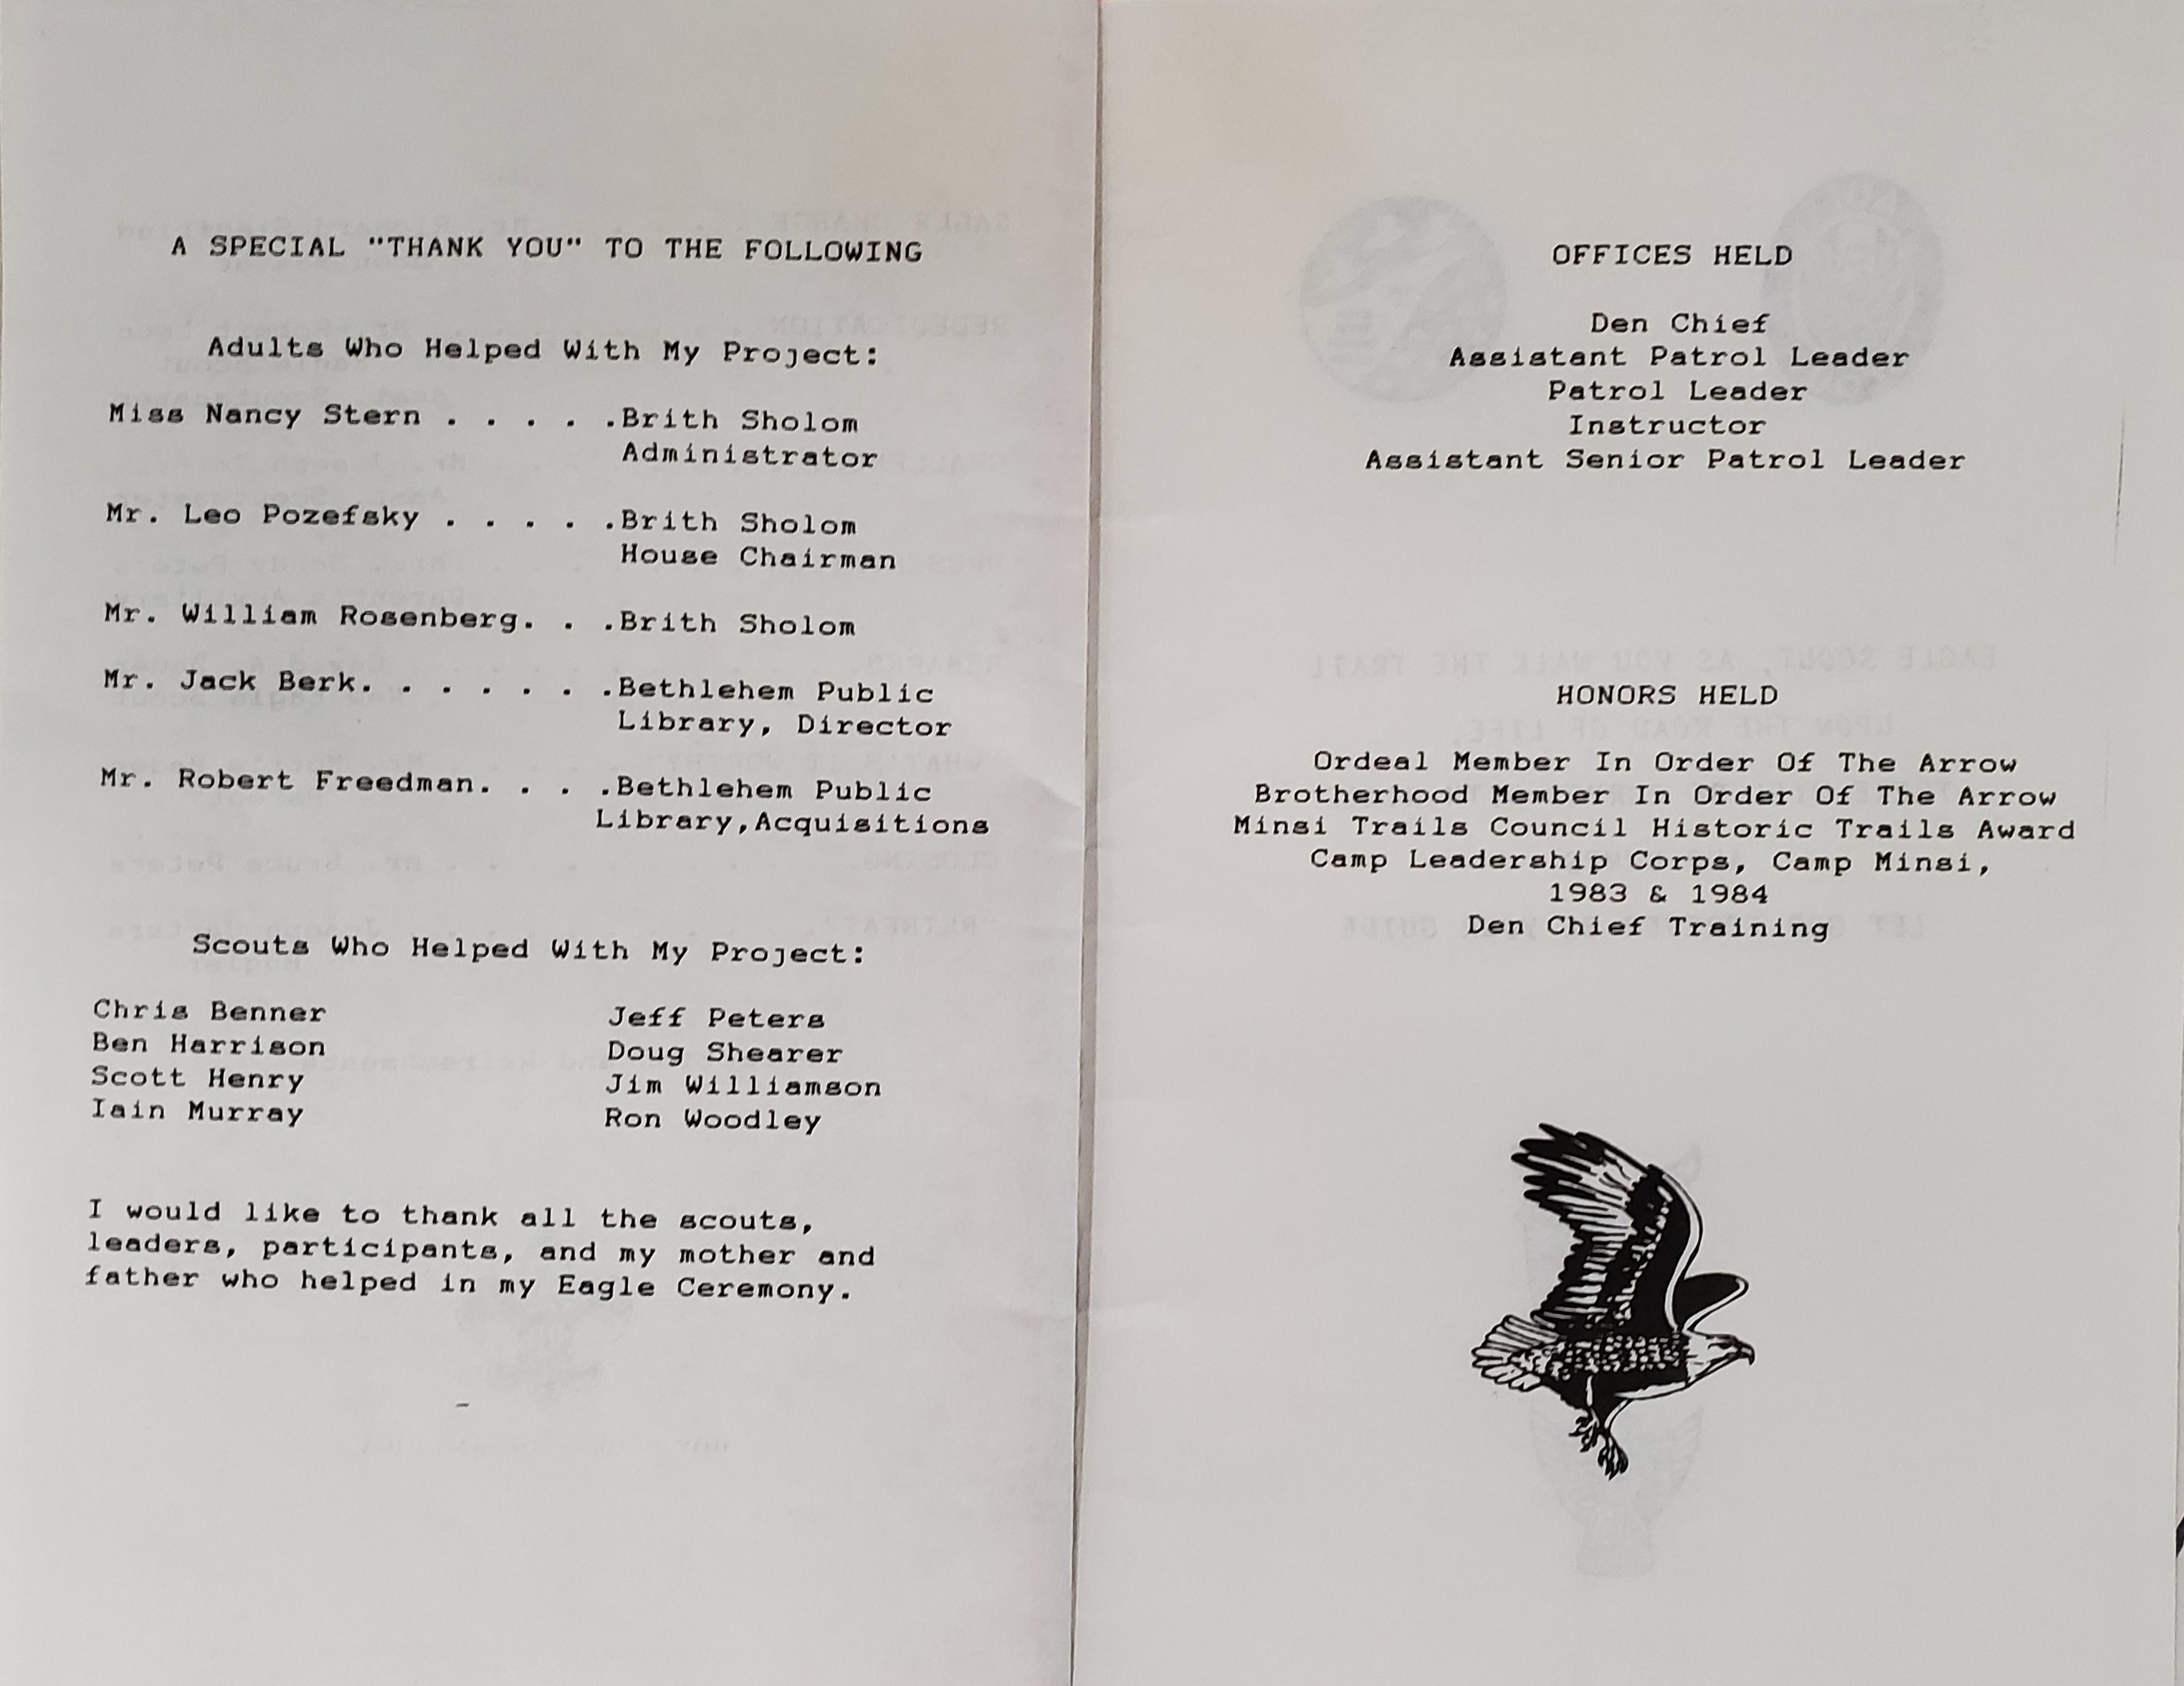 A SPECIAL "THANK YOU" TO THE FOLLOWING
Adults Who Helped With My Project:
Miss Nancy Stern . . . . .Brith Sholom
Administrator
Mr. Leo Pozefsky . . . . .Brith Sholom
House Chairman
Mr. William Rosenberg. . .Brith Sholom
Mr. Jack Berk. . . . . . .Bethlehem Public
Library, Director
Mr. Robert Freedman. . . .Bethlehem Public
Library,Acquisitions
Scouts Who Helped With My Project:
Chris Benner Jeff Peters
Ben Harrison Doug Shearer
Scott Henry Jim Williamson
Iain Murray Ron Woodley
I would like to thank all the scouts,
leaders, participants, and my mother and
father who helped in my Eagle Ceremony.
OFFICES HELD
Den Chief
Assistant Patrol Leader
Patrol Leader
Instructor
Assistant Senior Patrol Leader
HONORS HELD
Ordeal Member In Order Of The Arrow
Brotherhood Member In Order Of The Arrow
Minsi Trails Council Historic Trails Award
Camp Leadership Corps, Camp Minsi,
1983 & 1984
Den Chief Training